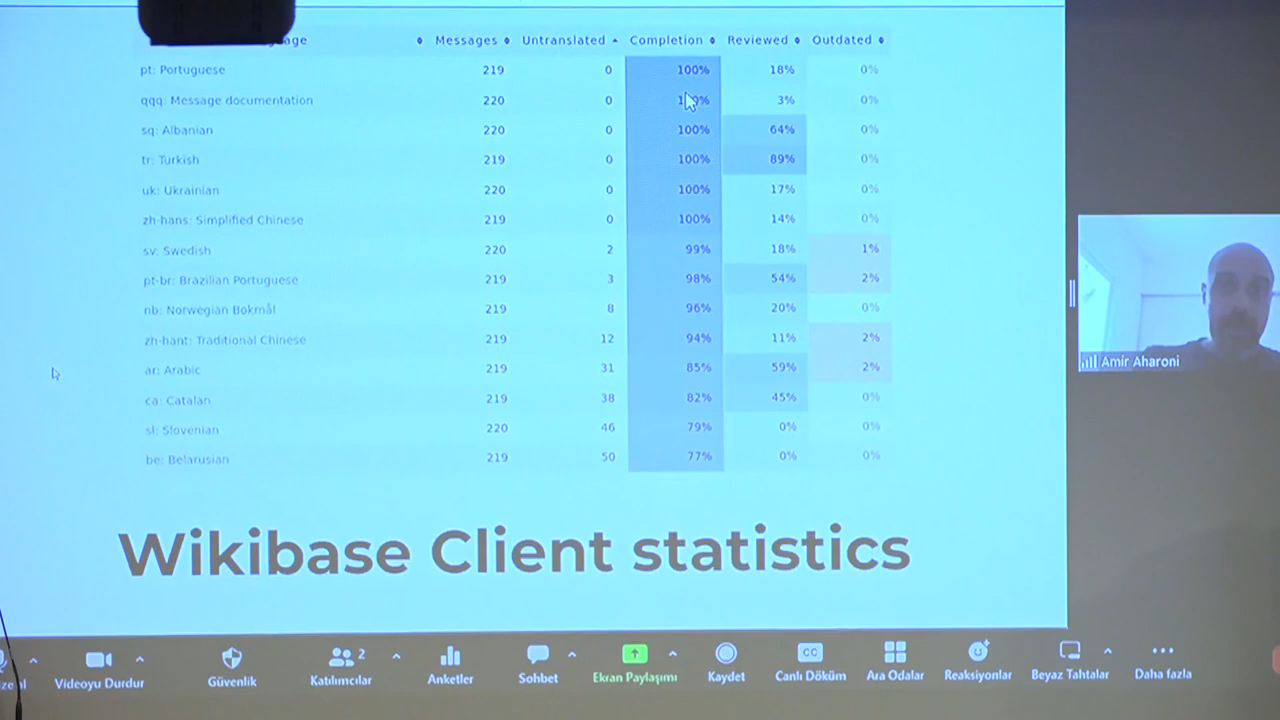 Messages Untranslated Completion Reviewed Outdated
pt: Portuguese 219 0 100% 18% 0%
qqq: Message documentation 220 0 100% 3% 0%
sq: Albanian 220 0 100% 64% 0%
tr: Turkish 219 0 100% 89% 0%
uk: Ukrainian 220 0 100% 17% 0%
zh-hans: Simplified Chinese 219 0 100% 14% 0%
sv: Swedish 220 2 99% 18% 1%
pt-br: Brazilian Portuguese 219 3 98% 54% 2%
nb: Norwegian Bokmål 219 8 96% 20% 0%
zh-hant: Traditional Chinese 219 12 94% 11% 2%
ar: Arabic 219 31 85% 59% 2%
ca: Catalan 219 38 82% 45% 0%
sl: Slovenian 220 46 79% 0% 0%
be: Belarusian 219 50 77% 0% 0%
Amir Aharoni
Wikibase Client statistics
2
CC
Videoyu Durdur Güvenlik Katılımcılar Anketler Sohbet Ekran Paylaşımı Kaydet Canlı Döküm Ara Odalar Reaksiyonlar Beyaz Tahtalar Daha fazla